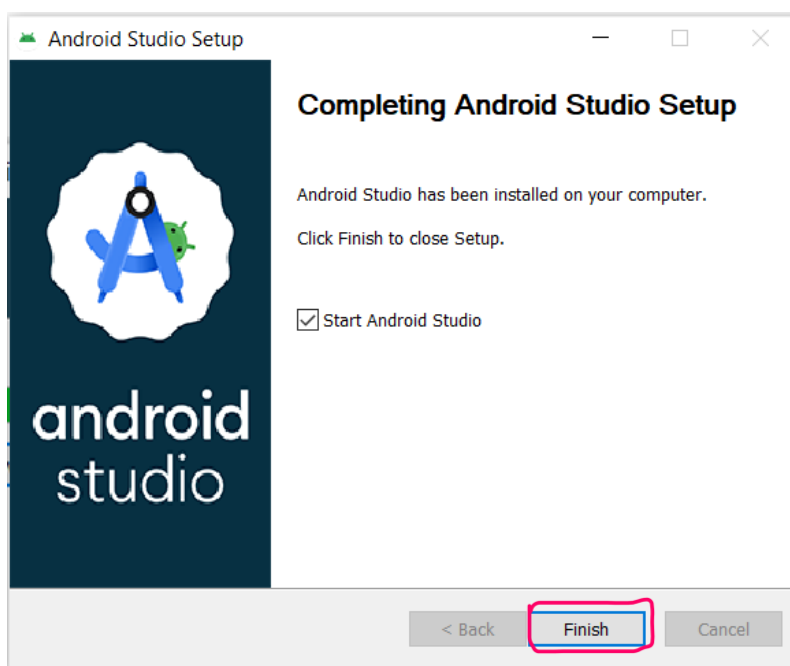 Android Studio Setup
Completing Android Studio Setup
Android Studio has been installed on your computer.
Click Finish to close Setup.
Start Android Studio
android
studio
< Back
Finish
Cancel